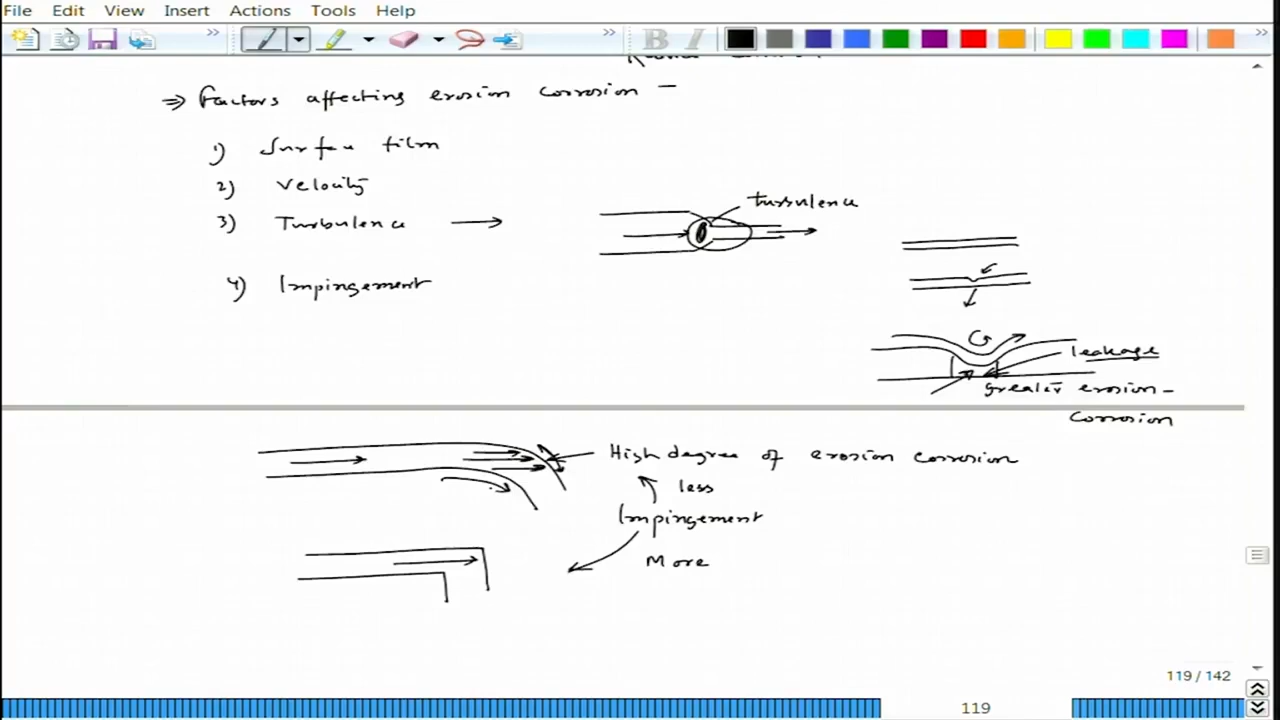 File Edit View Insert Actions Tools Help
⇒ Factors affecting erosion corrosion –
1) Surface film
2) Velocity
3) Turbulence →
turbulence
4) Impingement
leakage
greater erosion-
corrosion
High degree of erosion corrosion
less
Impingement
More
119 / 142
119